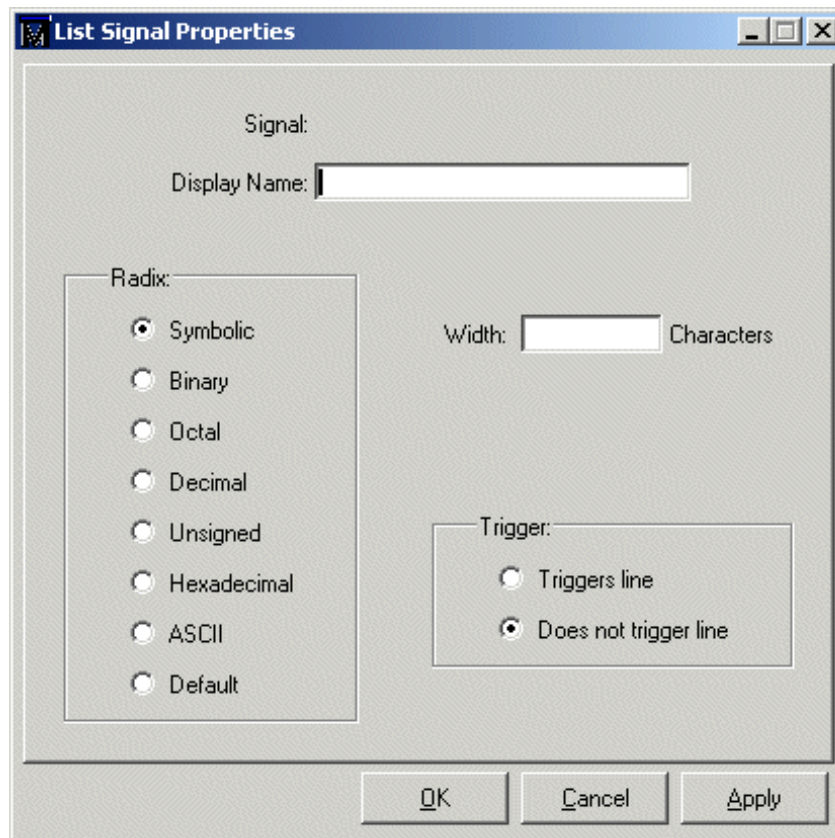 List Signal Properties
Signal:
Display Name:
Radix:
Symbolic
Binary
Octal
Decimal
Unsigned
Hexadecimal
ASCII
Default
Width: Characters
Trigger:
Triggers line
Does not trigger line
OK Cancel Apply